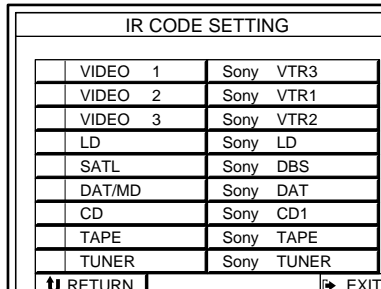 IR CODE SETTING
VIDEO 1 Sony VTR3
VIDEO 2 Sony VTR1
VIDEO 3 Sony VTR2
LD Sony LD
SATL Sony DBS
DAT/MD Sony DAT
CD Sony CD1
TAPE Sony TAPE
TUNER Sony TUNER
RETURN EXIT